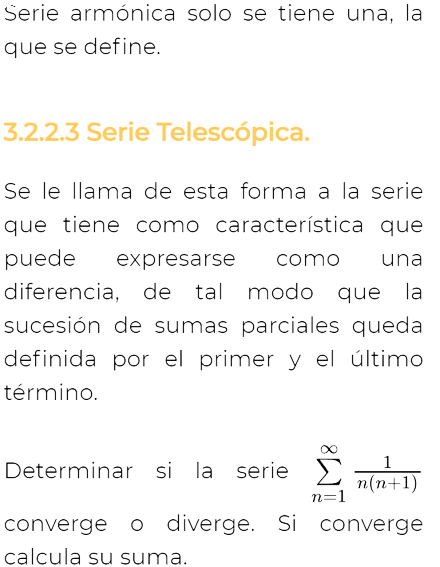 Serie armónica solo se tiene una, la
que se define.
3.2.2.3 Serie Telescópica.
Se le llama de esta forma a la serie
que tiene como característica que
puede expresarse como una
diferencia, de tal modo que la
sucesión de sumas parciales queda
definida por el primer y el último
término.
Determinar si la serie \sum_{n=1}^{\infty} \frac{1}{n(n+1)}
converge o diverge. Si converge
calcula su suma.